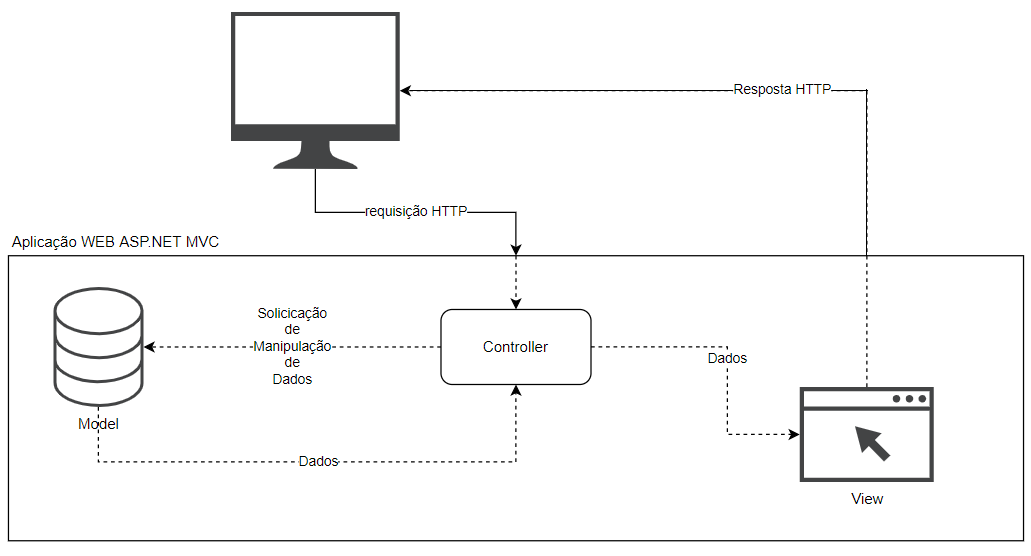 Resposta HTTP
requisição HTTP
Aplicação WEB ASP.NET MVC
Solicicação
de
Manipulação
de
Dados
Controller
Dados
Model
Dados
View